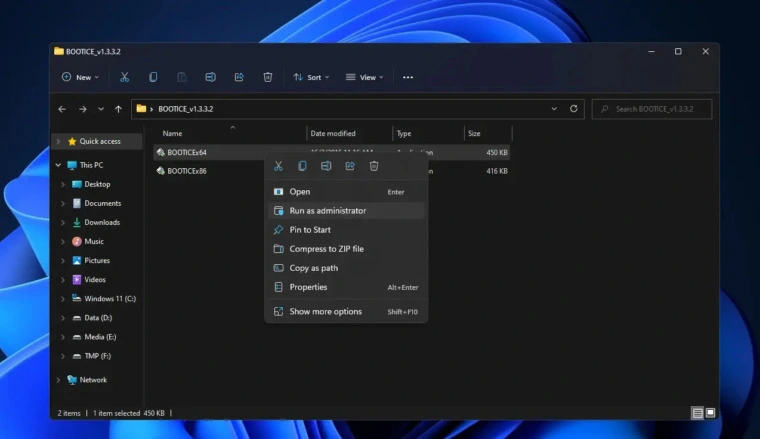 BOOTICE_v1.3.3.2
New
Sort
View
BOOTICE_v1.3.3.2
Search BOOTICE_v1.3.3.2
Name Date modified Type Size
Quick access
This PC
Desktop
Documents
Downloads
Music
Pictures
Videos
Windows 11 (C:)
Data (D:)
Media (E:)
TMP (F:)
Network
BOOTICEx64 450 KB
BOOTICEx86 416 KB
Open Enter
Run as administrator
Pin to Start
Compress to ZIP file
Copy as path
Properties Alt+Enter
Show more options Shift+F10
2 items 1 item selected 450 KB